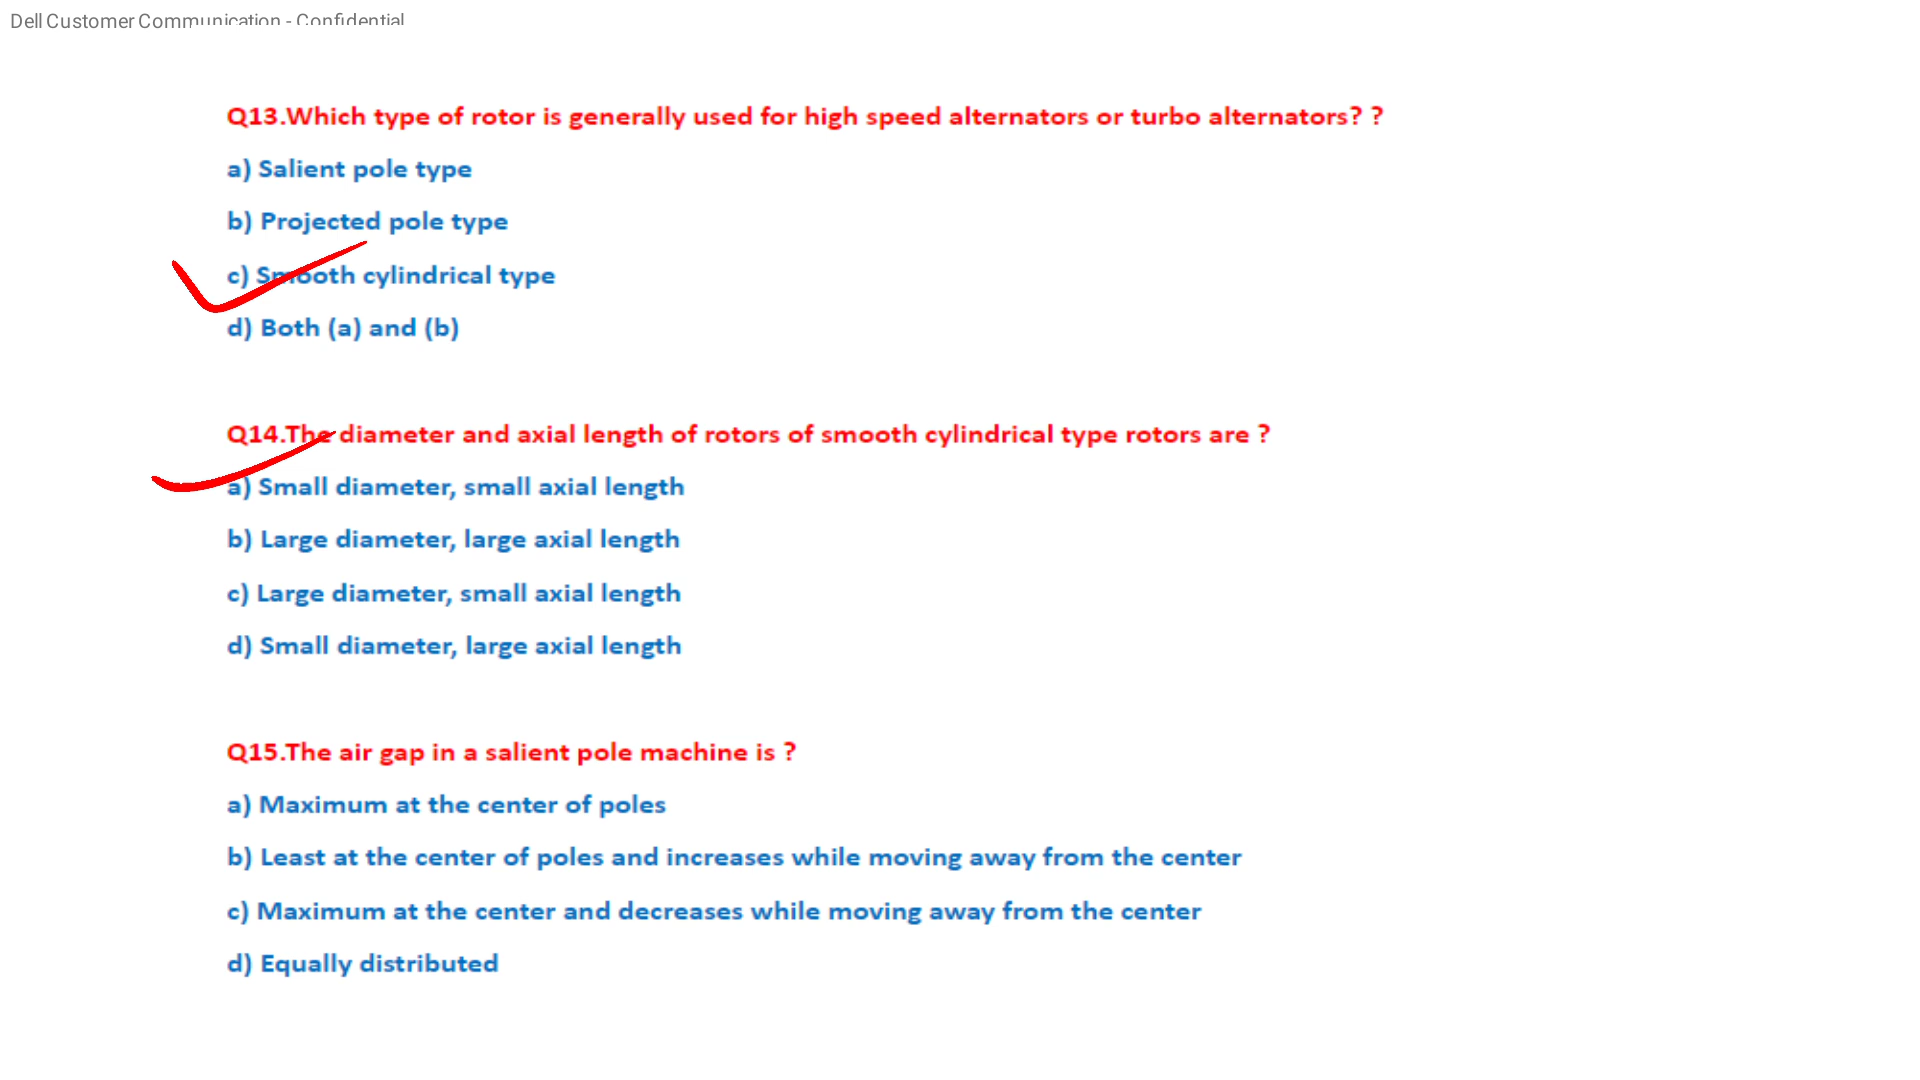 Dell Customer Communication - Confidential
Q13.Which type of rotor is generally used for high speed alternators or turbo alternators? ?
a) Salient pole type
b) Projected pole type
c) Smooth cylindrical type
d) Both (a) and (b)
Q14.The diameter and axial length of rotors of smooth cylindrical type rotors are ?
a) Small diameter, small axial length
b) Large diameter, large axial length
c) Large diameter, small axial length
d) Small diameter, large axial length
Q15.The air gap in a salient pole machine is ?
a) Maximum at the center of poles
b) Least at the center of poles and increases while moving away from the center
c) Maximum at the center and decreases while moving away from the center
d) Equally distributed